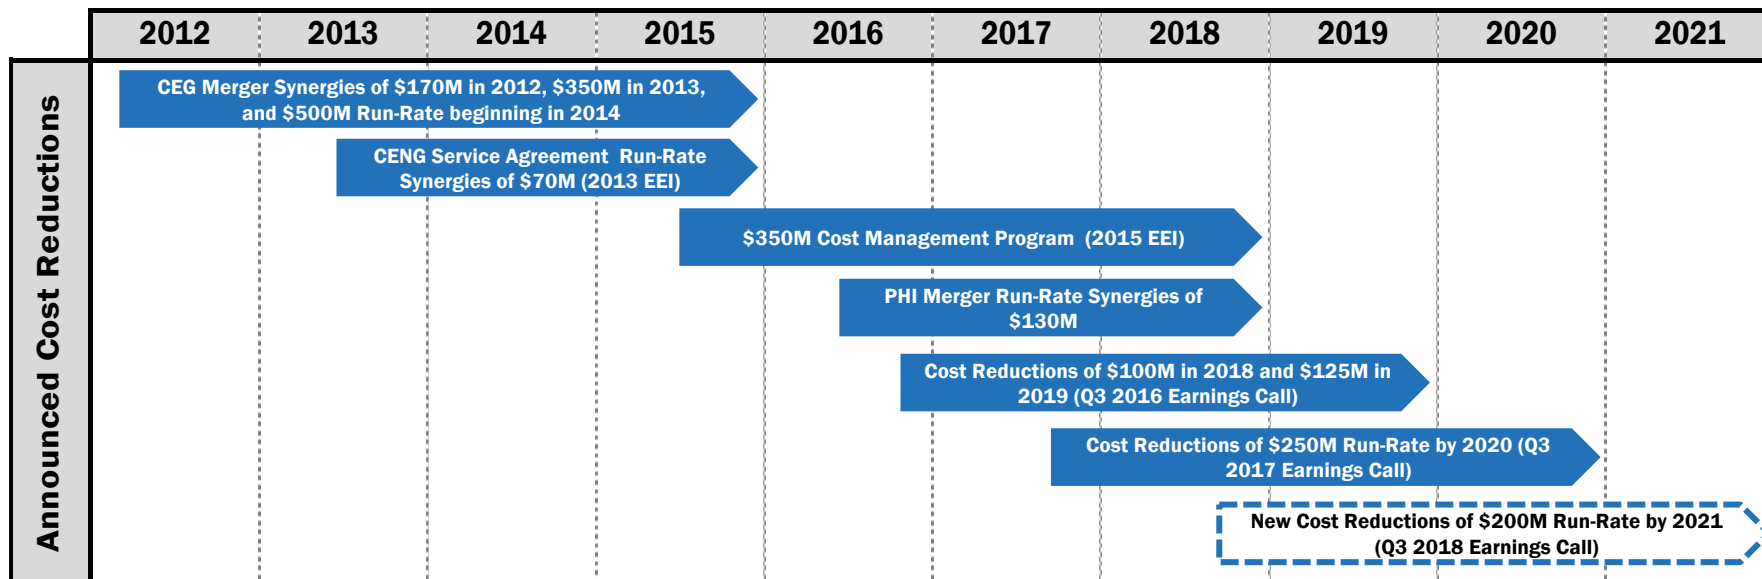 2012 2013 2014 2015 2016 2017 2018 2019 2020 2021
Announced Cost Reductions
CEG Merger Synergies of $170M in 2012, $350M in 2013,
and $500M Run-Rate beginning in 2014
CENG Service Agreement  Run-Rate
Synergies of $70M (2013 EEI)
$350M Cost Management Program  (2015 EEI)
PHI Merger Run-Rate Synergies of
$130M
Cost Reductions of $100M in 2018 and $125M in
2019 (Q3 2016 Earnings Call)
Cost Reductions of $250M Run-Rate by 2020 (Q3
2017 Earnings Call)
New Cost Reductions of $200M Run-Rate by 2021
(Q3 2018 Earnings Call)